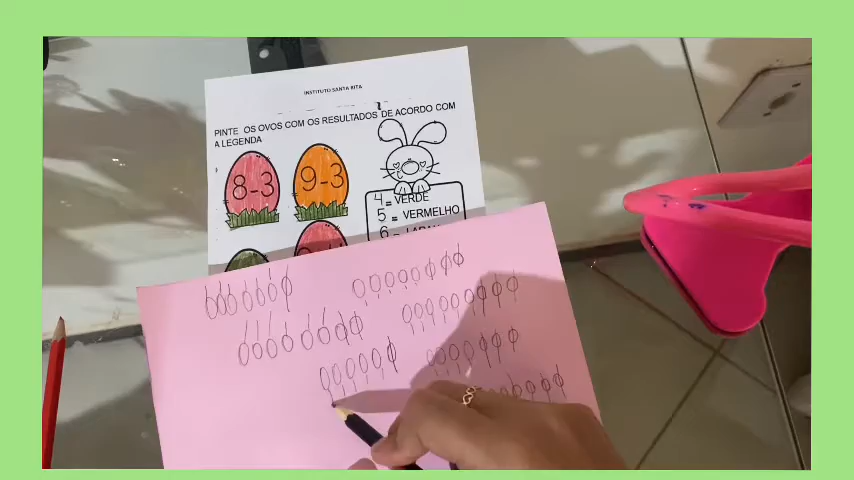 INSTITUTO SANTA RITA
PINTE OS OVOS COM OS RESULTADOS DE ACORDO COM
A LEGENDA
8-3
9-3
4 = VERDE
5 = VERMELHO
6 =